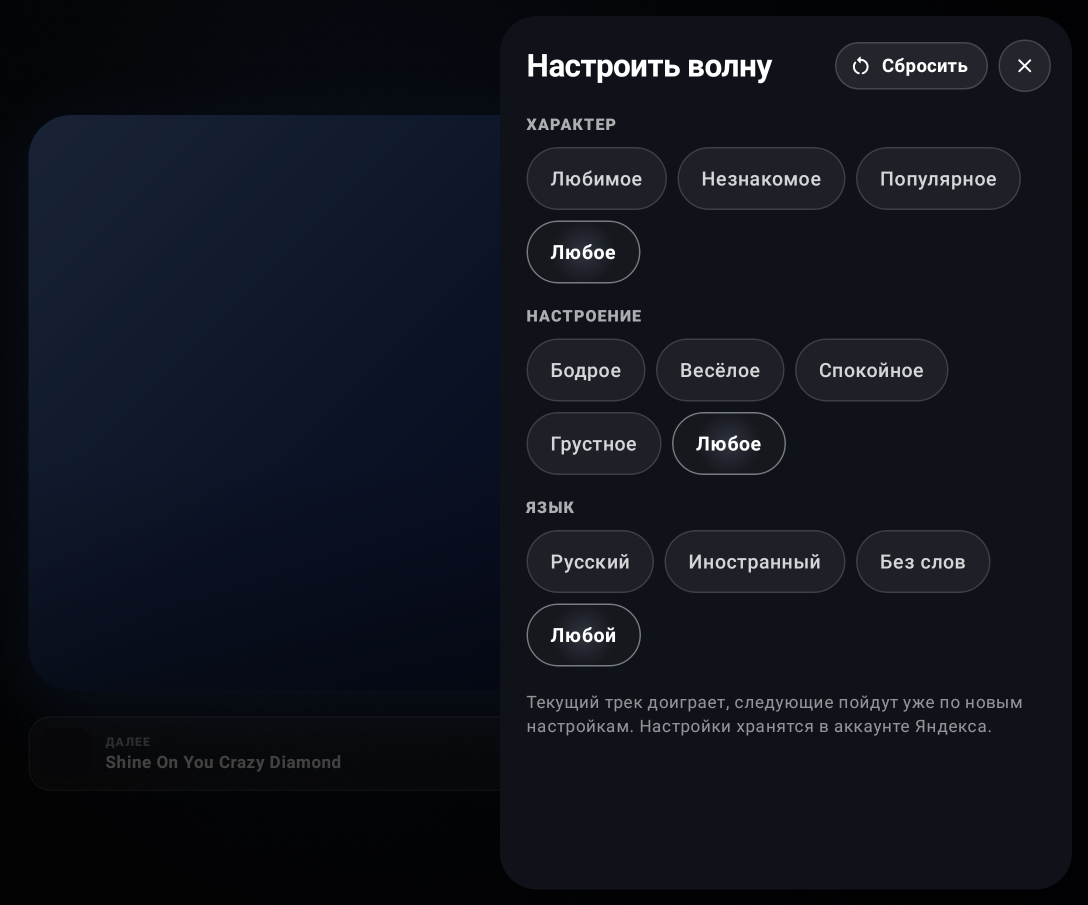 Настроить волну
Сбросить
ХАРАКТЕР
Любимое
Незнакомое
Популярное
Любое
НАСТРОЕНИЕ
Бодрое
Весёлое
Спокойное
Грустное
Любое
ЯЗЫК
Русский
Иностранный
Без слов
Любой
Текущий трек доиграет, следующие пойдут уже по новым
настройкам. Настройки хранятся в аккаунте Яндекса.
ДАЛЕЕ
Shine On You Crazy Diamond